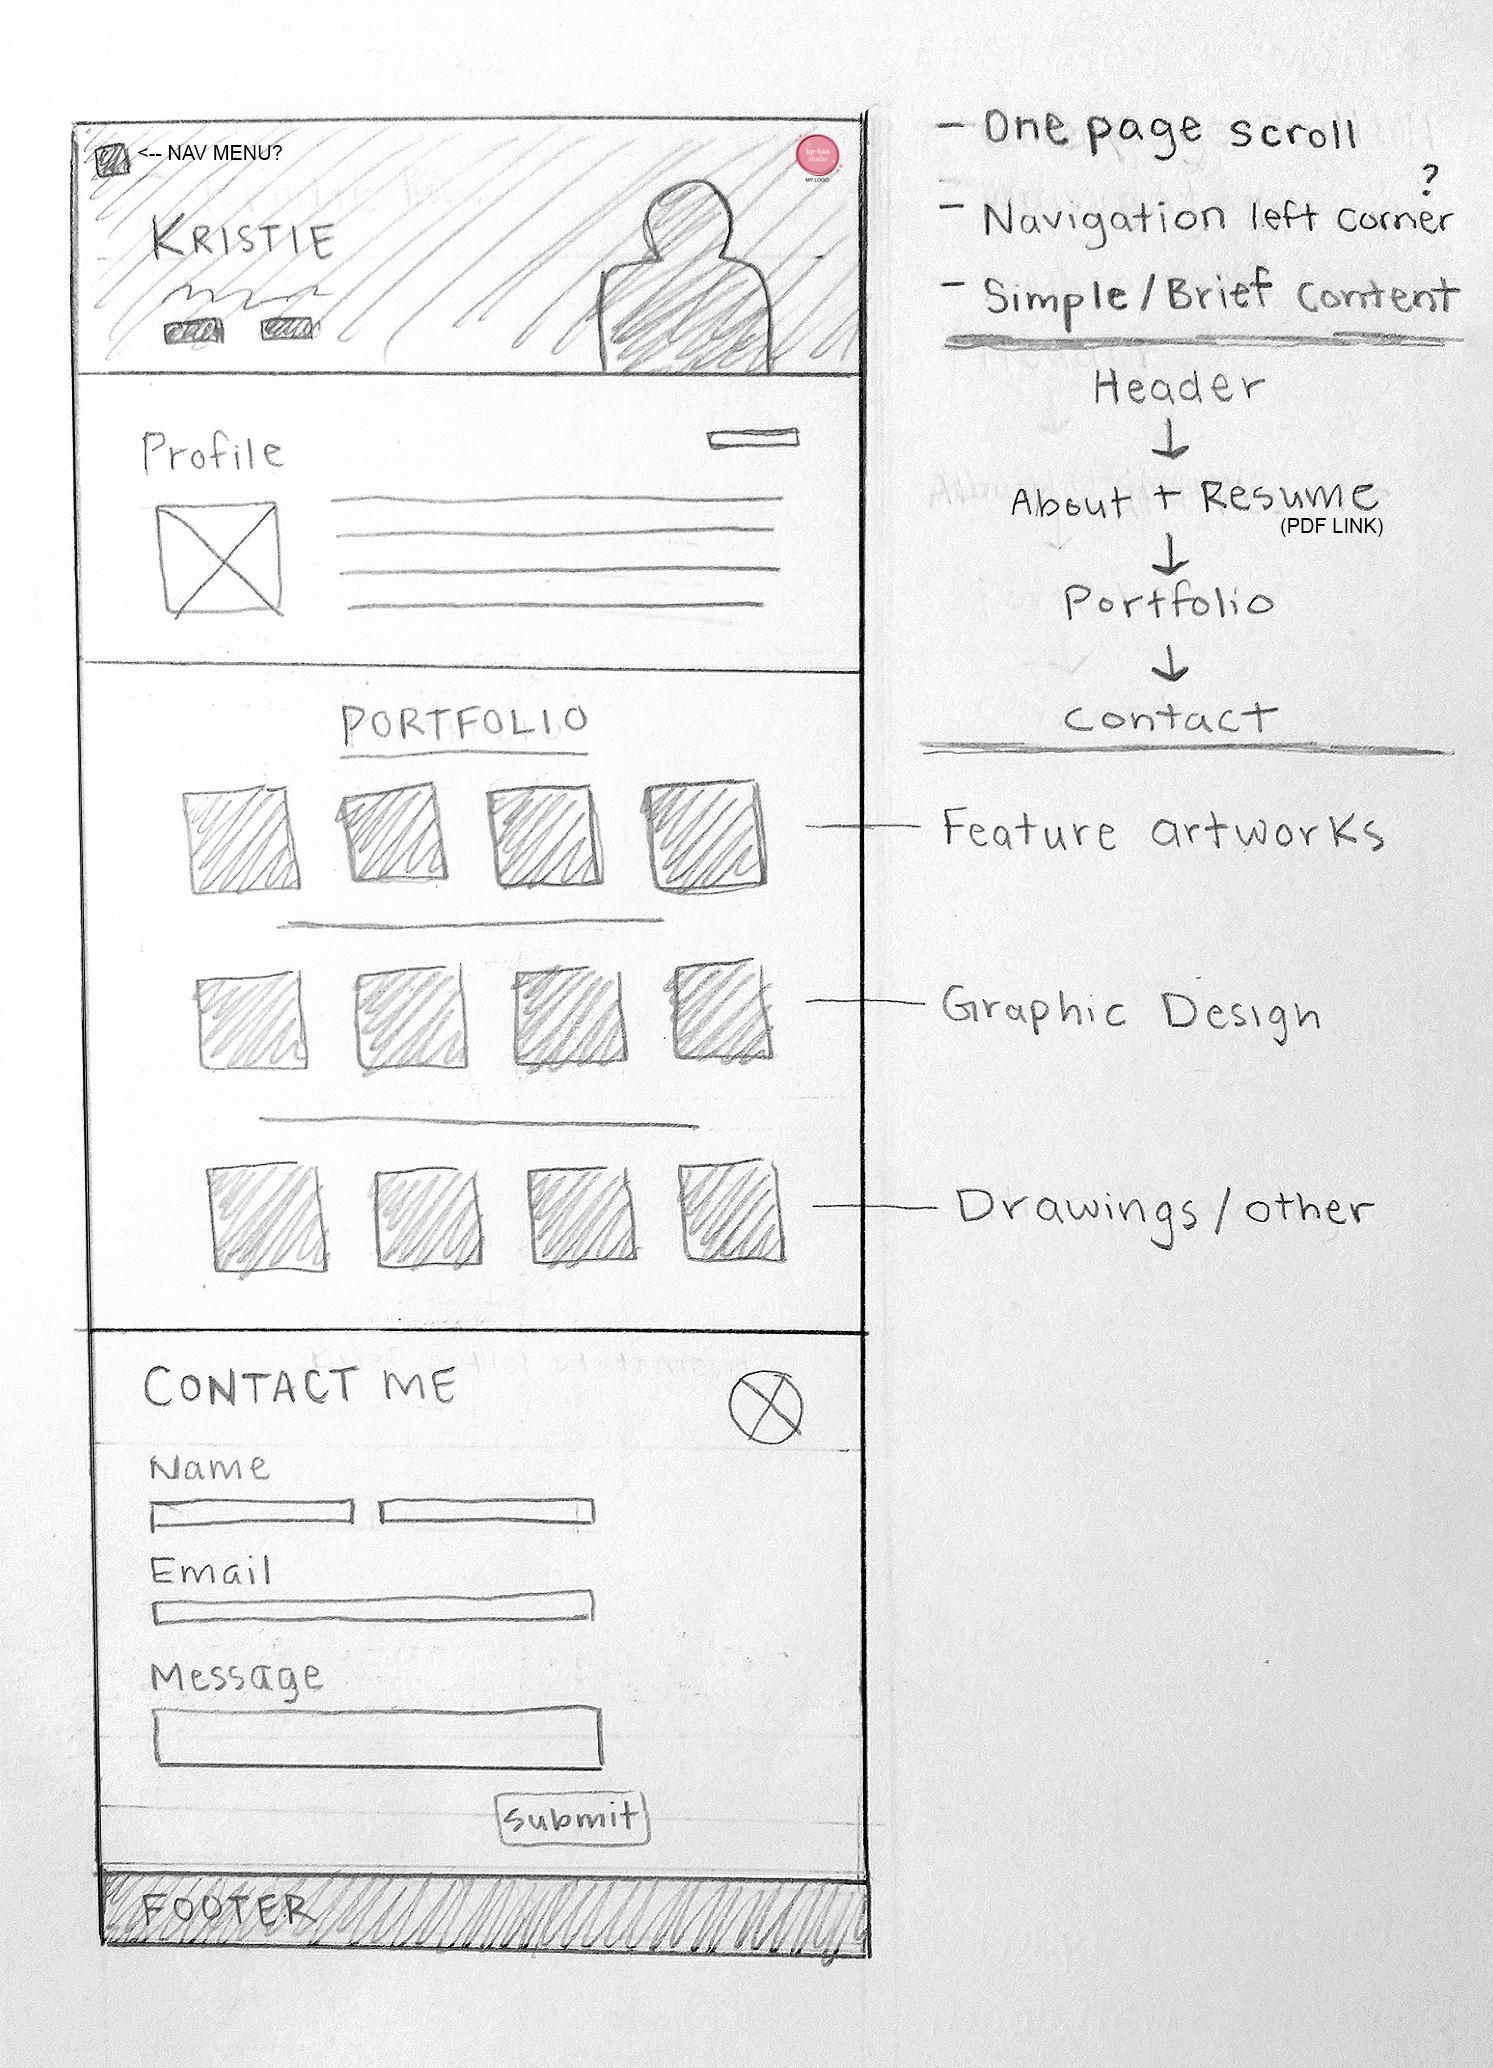 <-- NAV MENU?
kp-han
studio
MY LOGO
KRISTIE
Profile
PORTFOLIO
CONTACT ME
Name
Email
Message
Submit
FOOTER
- One page scroll
?
- Navigation left corner
- Simple/Brief Content
Header
↓
About + Resume
(PDF LINK)
↓
Portfolio
↓
Contact
Feature artworks
Graphic Design
Drawings/other